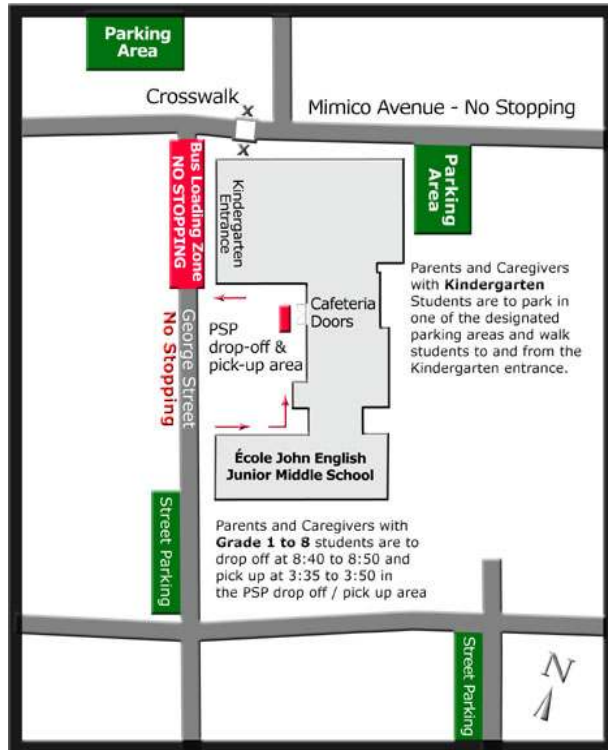 Parking
Area
Crosswalk
x
Mimico Avenue - No Stopping
x
Bus Loading Zone
NO STOPPING
Kindergarten
Entrance
Parking
Area
Parents and Caregivers
with Kindergarten
Students are to park in
one of the designated
parking areas and walk
students to and from the
Kindergarten entrance.
Cafeteria
Doors
PSP
drop-off &
pick-up area
George Street
No Stopping
École John English
Junior Middle School
Street Parking
Parents and Caregivers with
Grade 1 to 8 students are to
drop off at 8:40 to 8:50 and
pick up at 3:35 to 3:50 in
the PSP drop off / pick up area
Street Parking
N